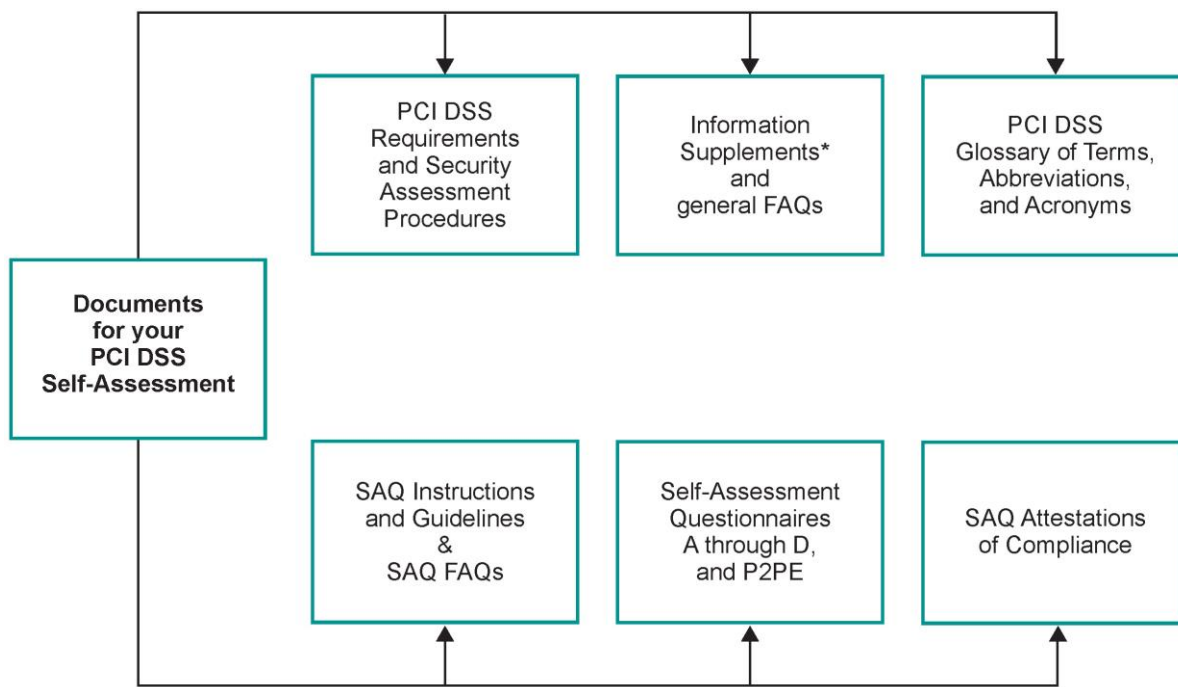 PCI DSS
Requirements
and Security
Assessment
Procedures
Information
Supplements*
and
general FAQs
PCI DSS
Glossary of Terms,
Abbreviations,
and Acronyms
Documents
for your
PCI DSS
Self-Assessment
SAQ Instructions
and Guidelines
&
SAQ FAQs
Self-Assessment
Questionnaires
A through D,
and P2PE
SAQ Attestations
of Compliance